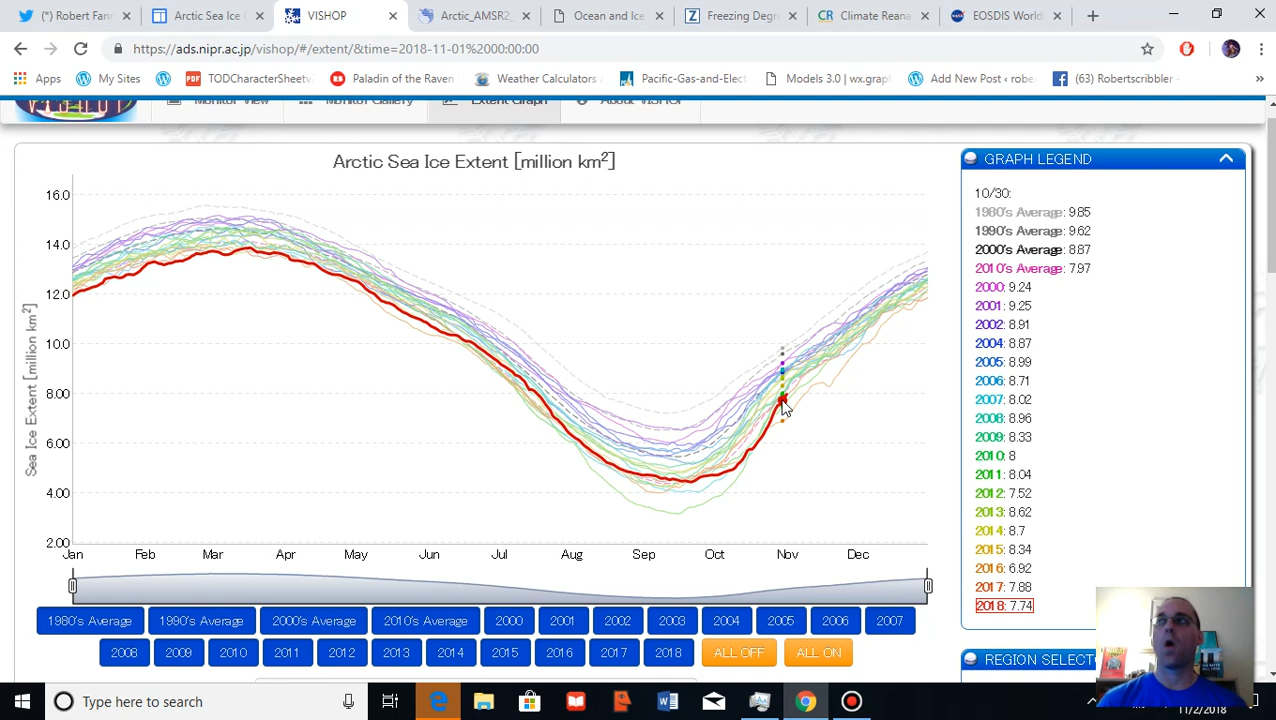 (•) Robert Fann
Arctic Sea Ice (
VISHOP
Arctic_AMSR2_
Ocean and Ice
Freezing Degr
Climate Reana
EOSDIS World
https://ads.nipr.ac.jp/vishop/#/extent/&time=2018-11-01%2000:00:00
Apps
My Sites
TODCharacterSheetv
Paladin of the Raven
Weather Calculators
Pacific-Gas-and-Elect
Models 3.0 | wx.graph
Add New Post ‹ rober
(63) Robertscribbler
»
Monitor View
Monitor Gallery
Extent Graph
About VISHOP
Arctic Sea Ice Extent [million km²]
Sea Ice Extent [million km²]
16.0
14.0
12.0
10.0
8.00
6.00
4.00
2.00
Jan Feb Mar Apr May Jun Jul Aug Sep Oct Nov Dec
GRAPH LEGEND
10/30:
1980's Average: 9.85
1990's Average: 9.62
2000's Average: 8.87
2010's Average: 7.97
2000: 9.24
2001: 9.25
2002: 8.91
2004: 8.87
2005: 8.99
2006: 8.71
2007: 8.02
2008: 8.96
2009: 8.33
2010: 8
2011: 8.04
2012: 7.52
2013: 8.62
2014: 8.7
2015: 8.34
2016: 6.92
2017: 7.88
2018: 7.74
1980's Average 1990's Average 2000's Average 2010's Average 2000 2001 2002 2003 2004 2005 2006 2007
2008 2009 2010 2011 2012 2013 2014 2015 2016 2017 2018 ALL OFF ALL ON
REGION SELECT
Type here to search
11/2/2018